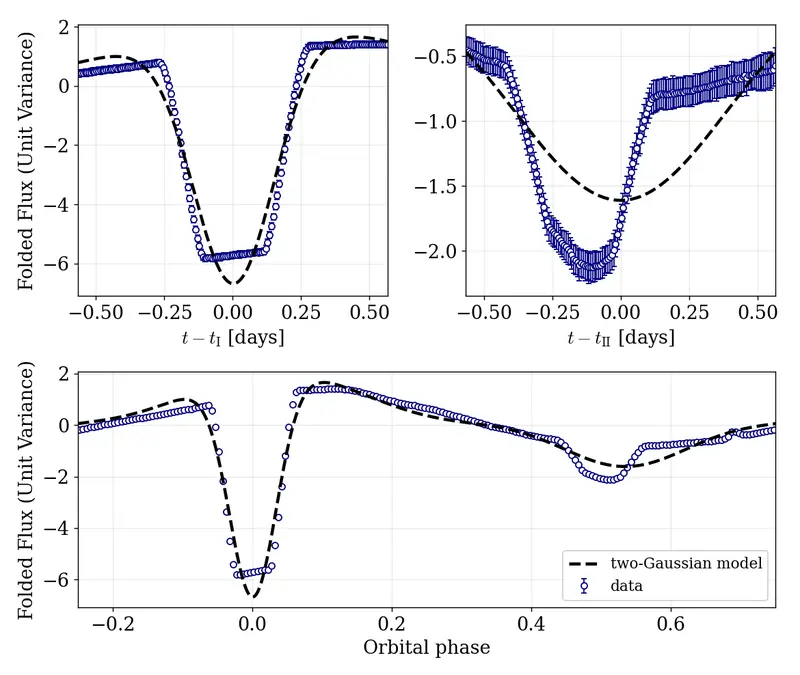 Folded Flux (Unit Variance)
2
0
−2
−4
−6
−0.50 −0.25 0.00 0.25 0.50
t − t_I [days]
−0.5
−1.0
−1.5
−2.0
−0.50 −0.25 0.00 0.25 0.50
t − t_II [days]
Folded Flux (Unit Variance)
2
0
−2
−4
−6
−0.2 0.0 0.2 0.4 0.6
Orbital phase
two-Gaussian model
data